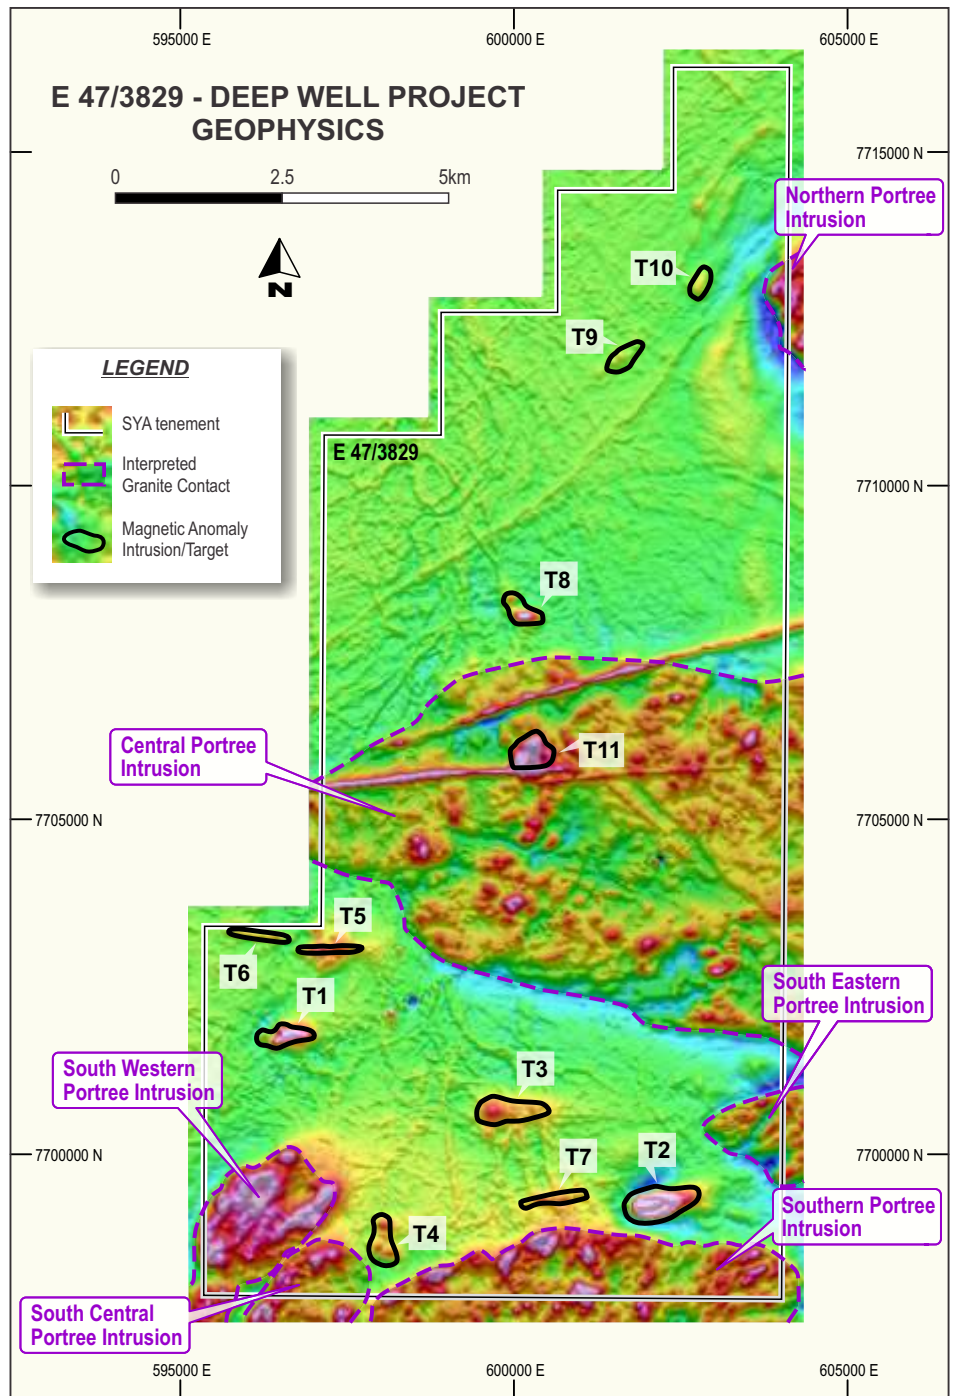 595000 E
600000 E
605000 E
E 47/3829 - DEEP WELL PROJECT
GEOPHYSICS
0
2.5
5km
N
7715000 N
Northern Portree
Intrusion
T10
T9
LEGEND
SYA tenement
Interpreted
Granite Contact
Magnetic Anomaly
Intrusion/Target
E 47/3829
7710000 N
T8
Central Portree
Intrusion
T11
7705000 N
7705000 N
T5
T6
T1
South Eastern
Portree Intrusion
South Western
Portree Intrusion
T3
7700000 N
7700000 N
T7
T2
Southern Portree
Intrusion
T4
South Central
Portree Intrusion
595000 E
600000 E
605000 E